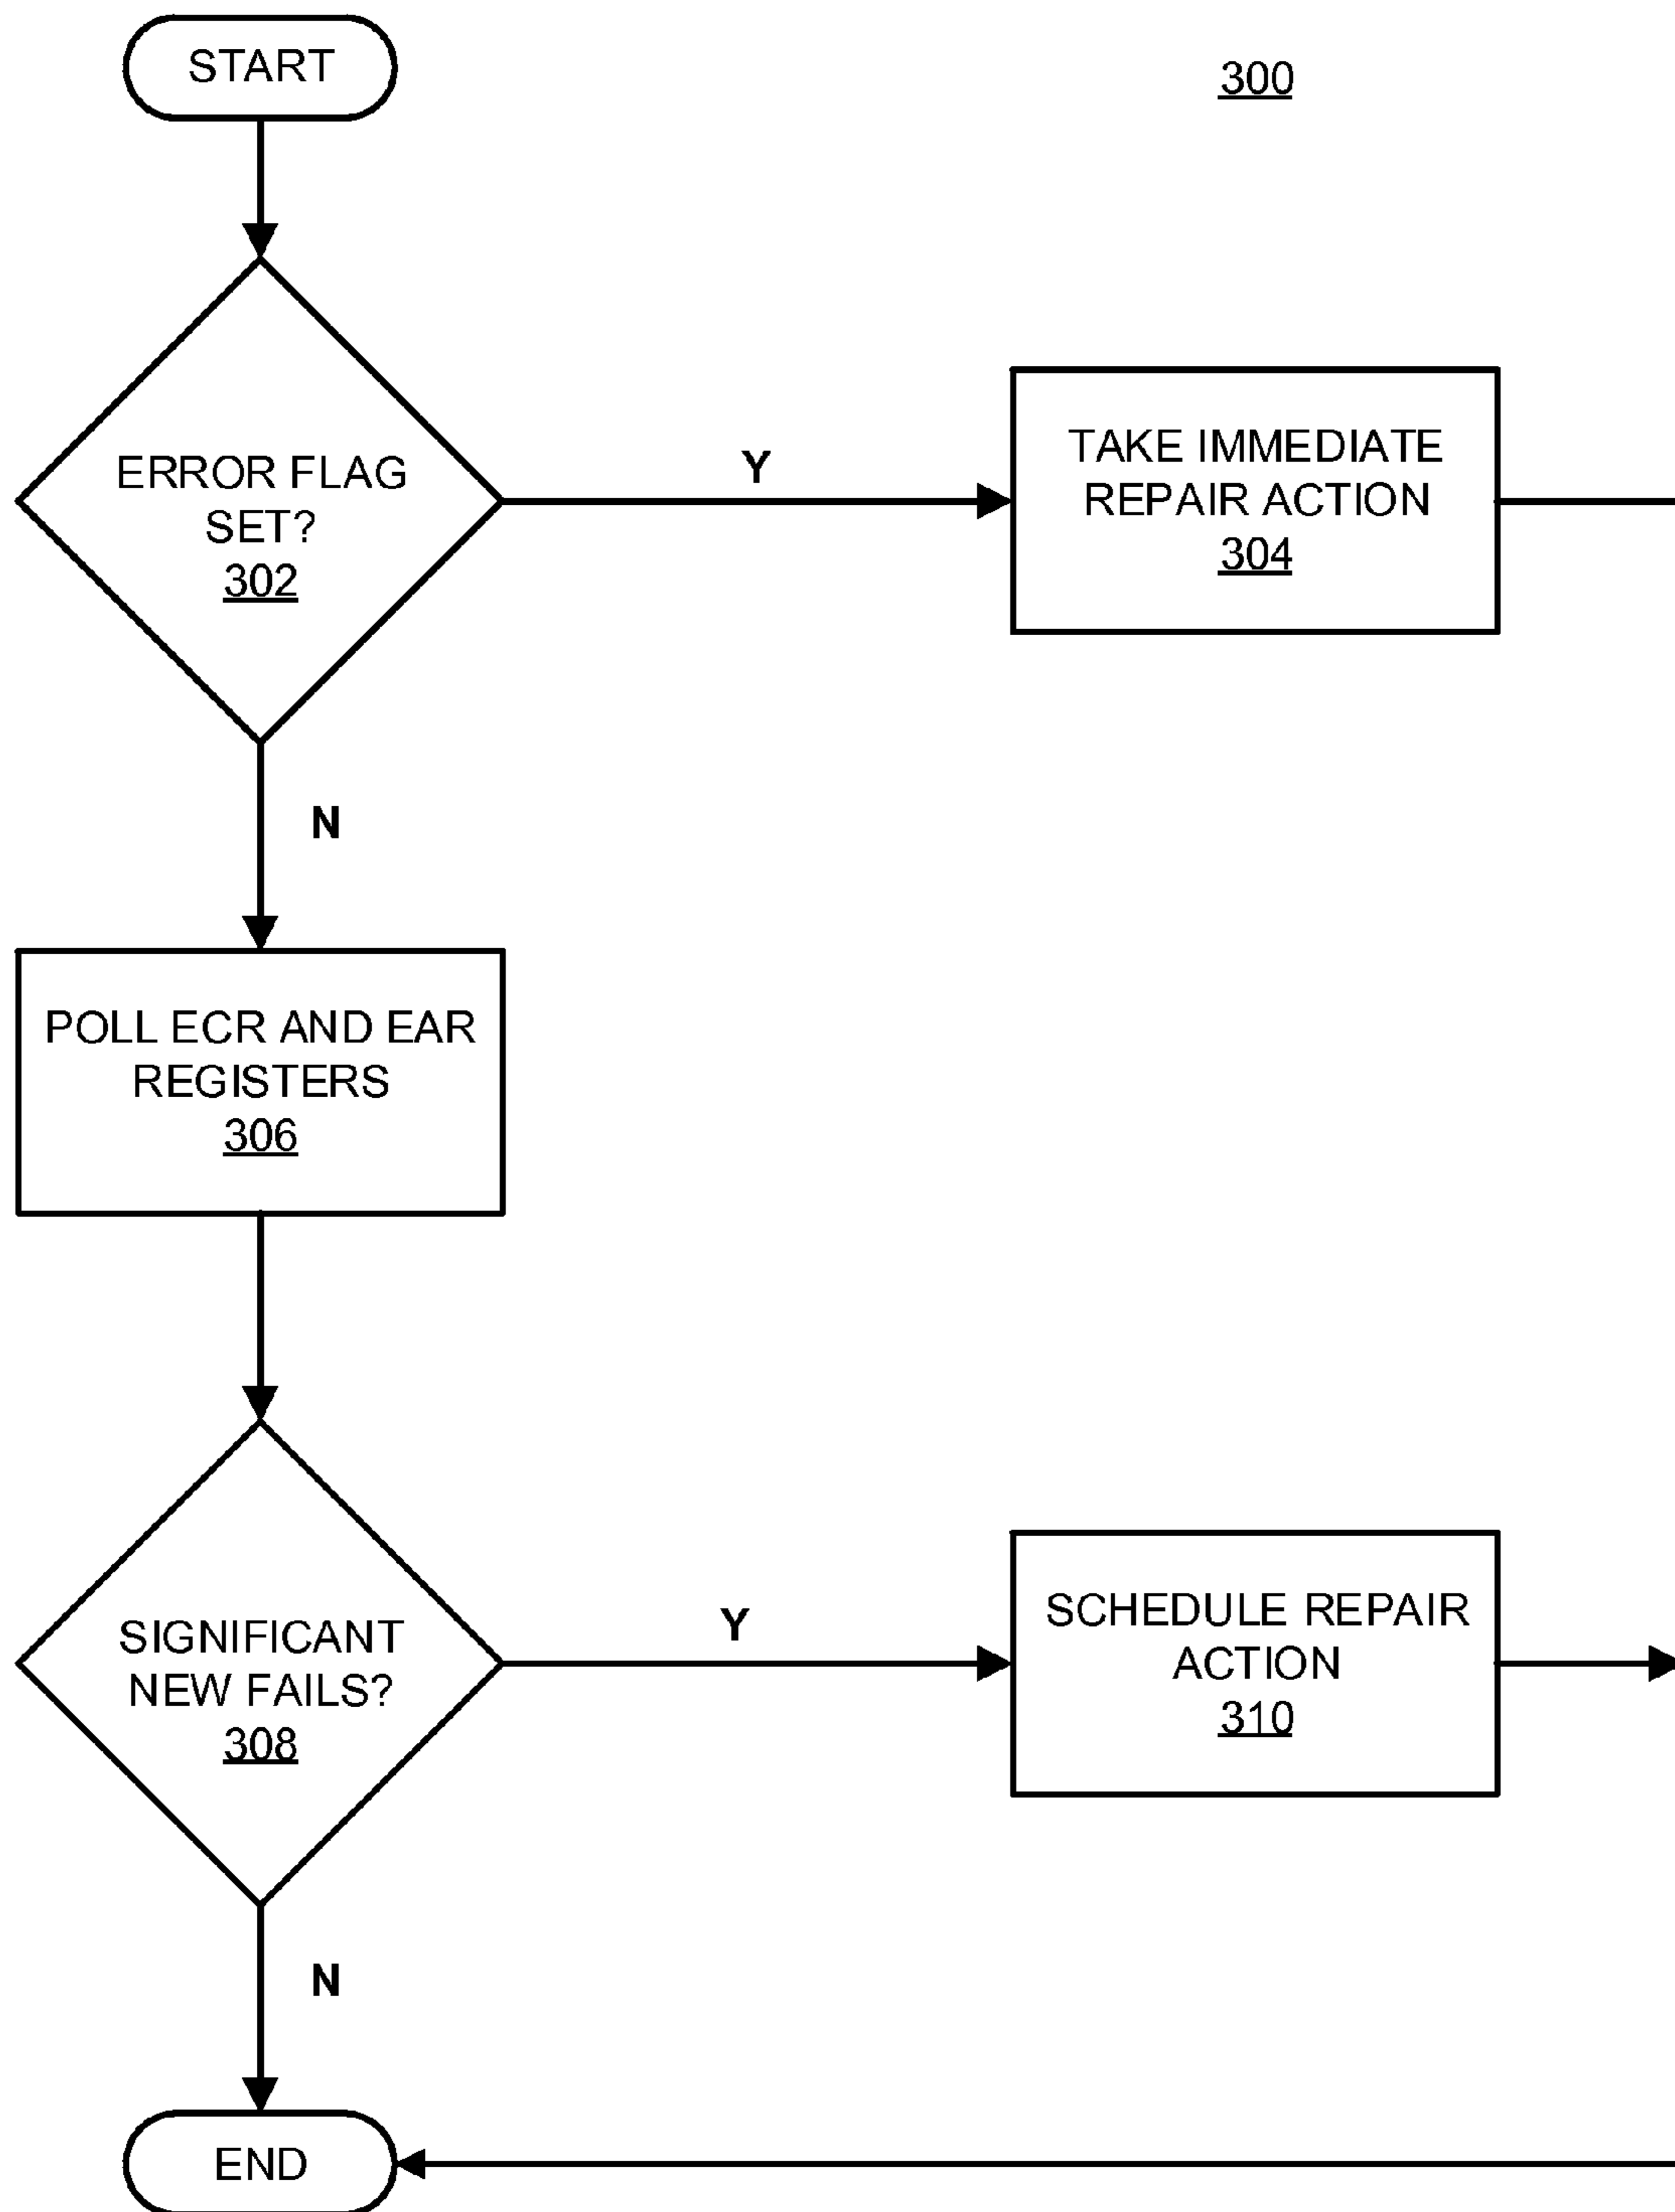 START
300
ERROR FLAG
SET?
302
Y
TAKE IMMEDIATE
REPAIR ACTION
304
N
POLL ECR AND EAR
REGISTERS
306
SIGNIFICANT
NEW FAILS?
308
Y
SCHEDULE REPAIR
ACTION
310
N
END